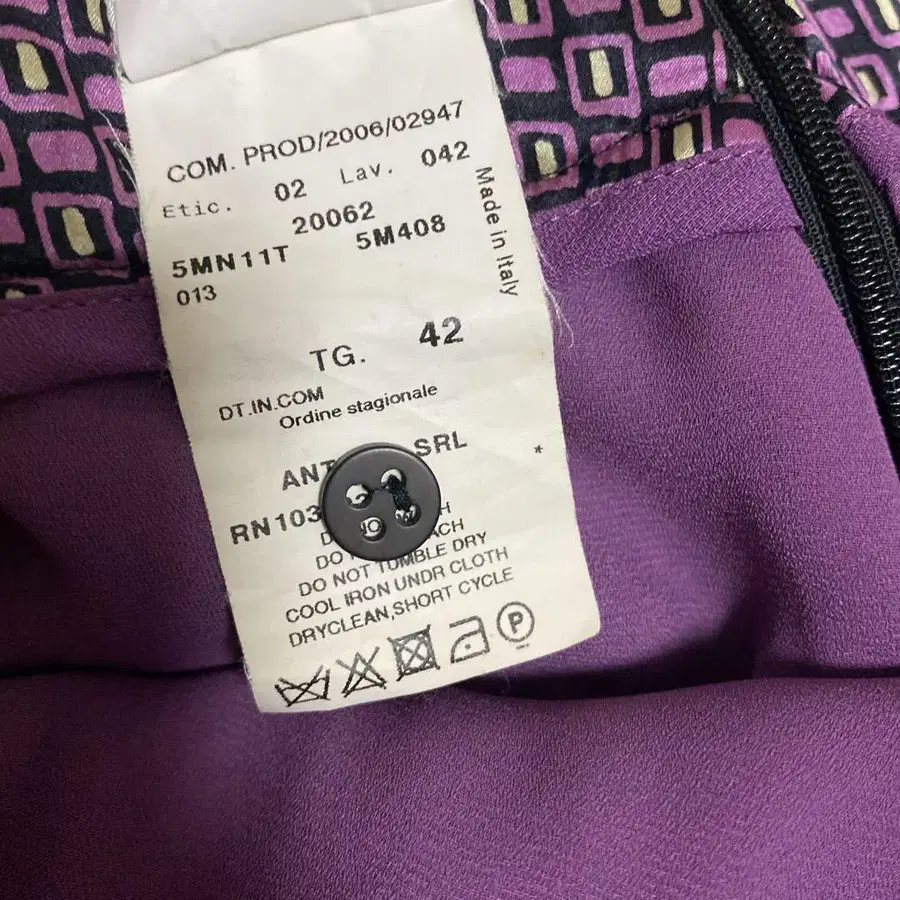 COM. PROD/2006/02947
Etic. 02 Lav. 042
20062
5MN11T 5M408
013
Made in Italy
TG. 42
DT.IN.COM
Ordine stagionale
SRL *
DO
DO NOT TUMBLE DRY
COOL IRON UNDR CLOTH
DRYCLEAN,SHORT CYCLE
P